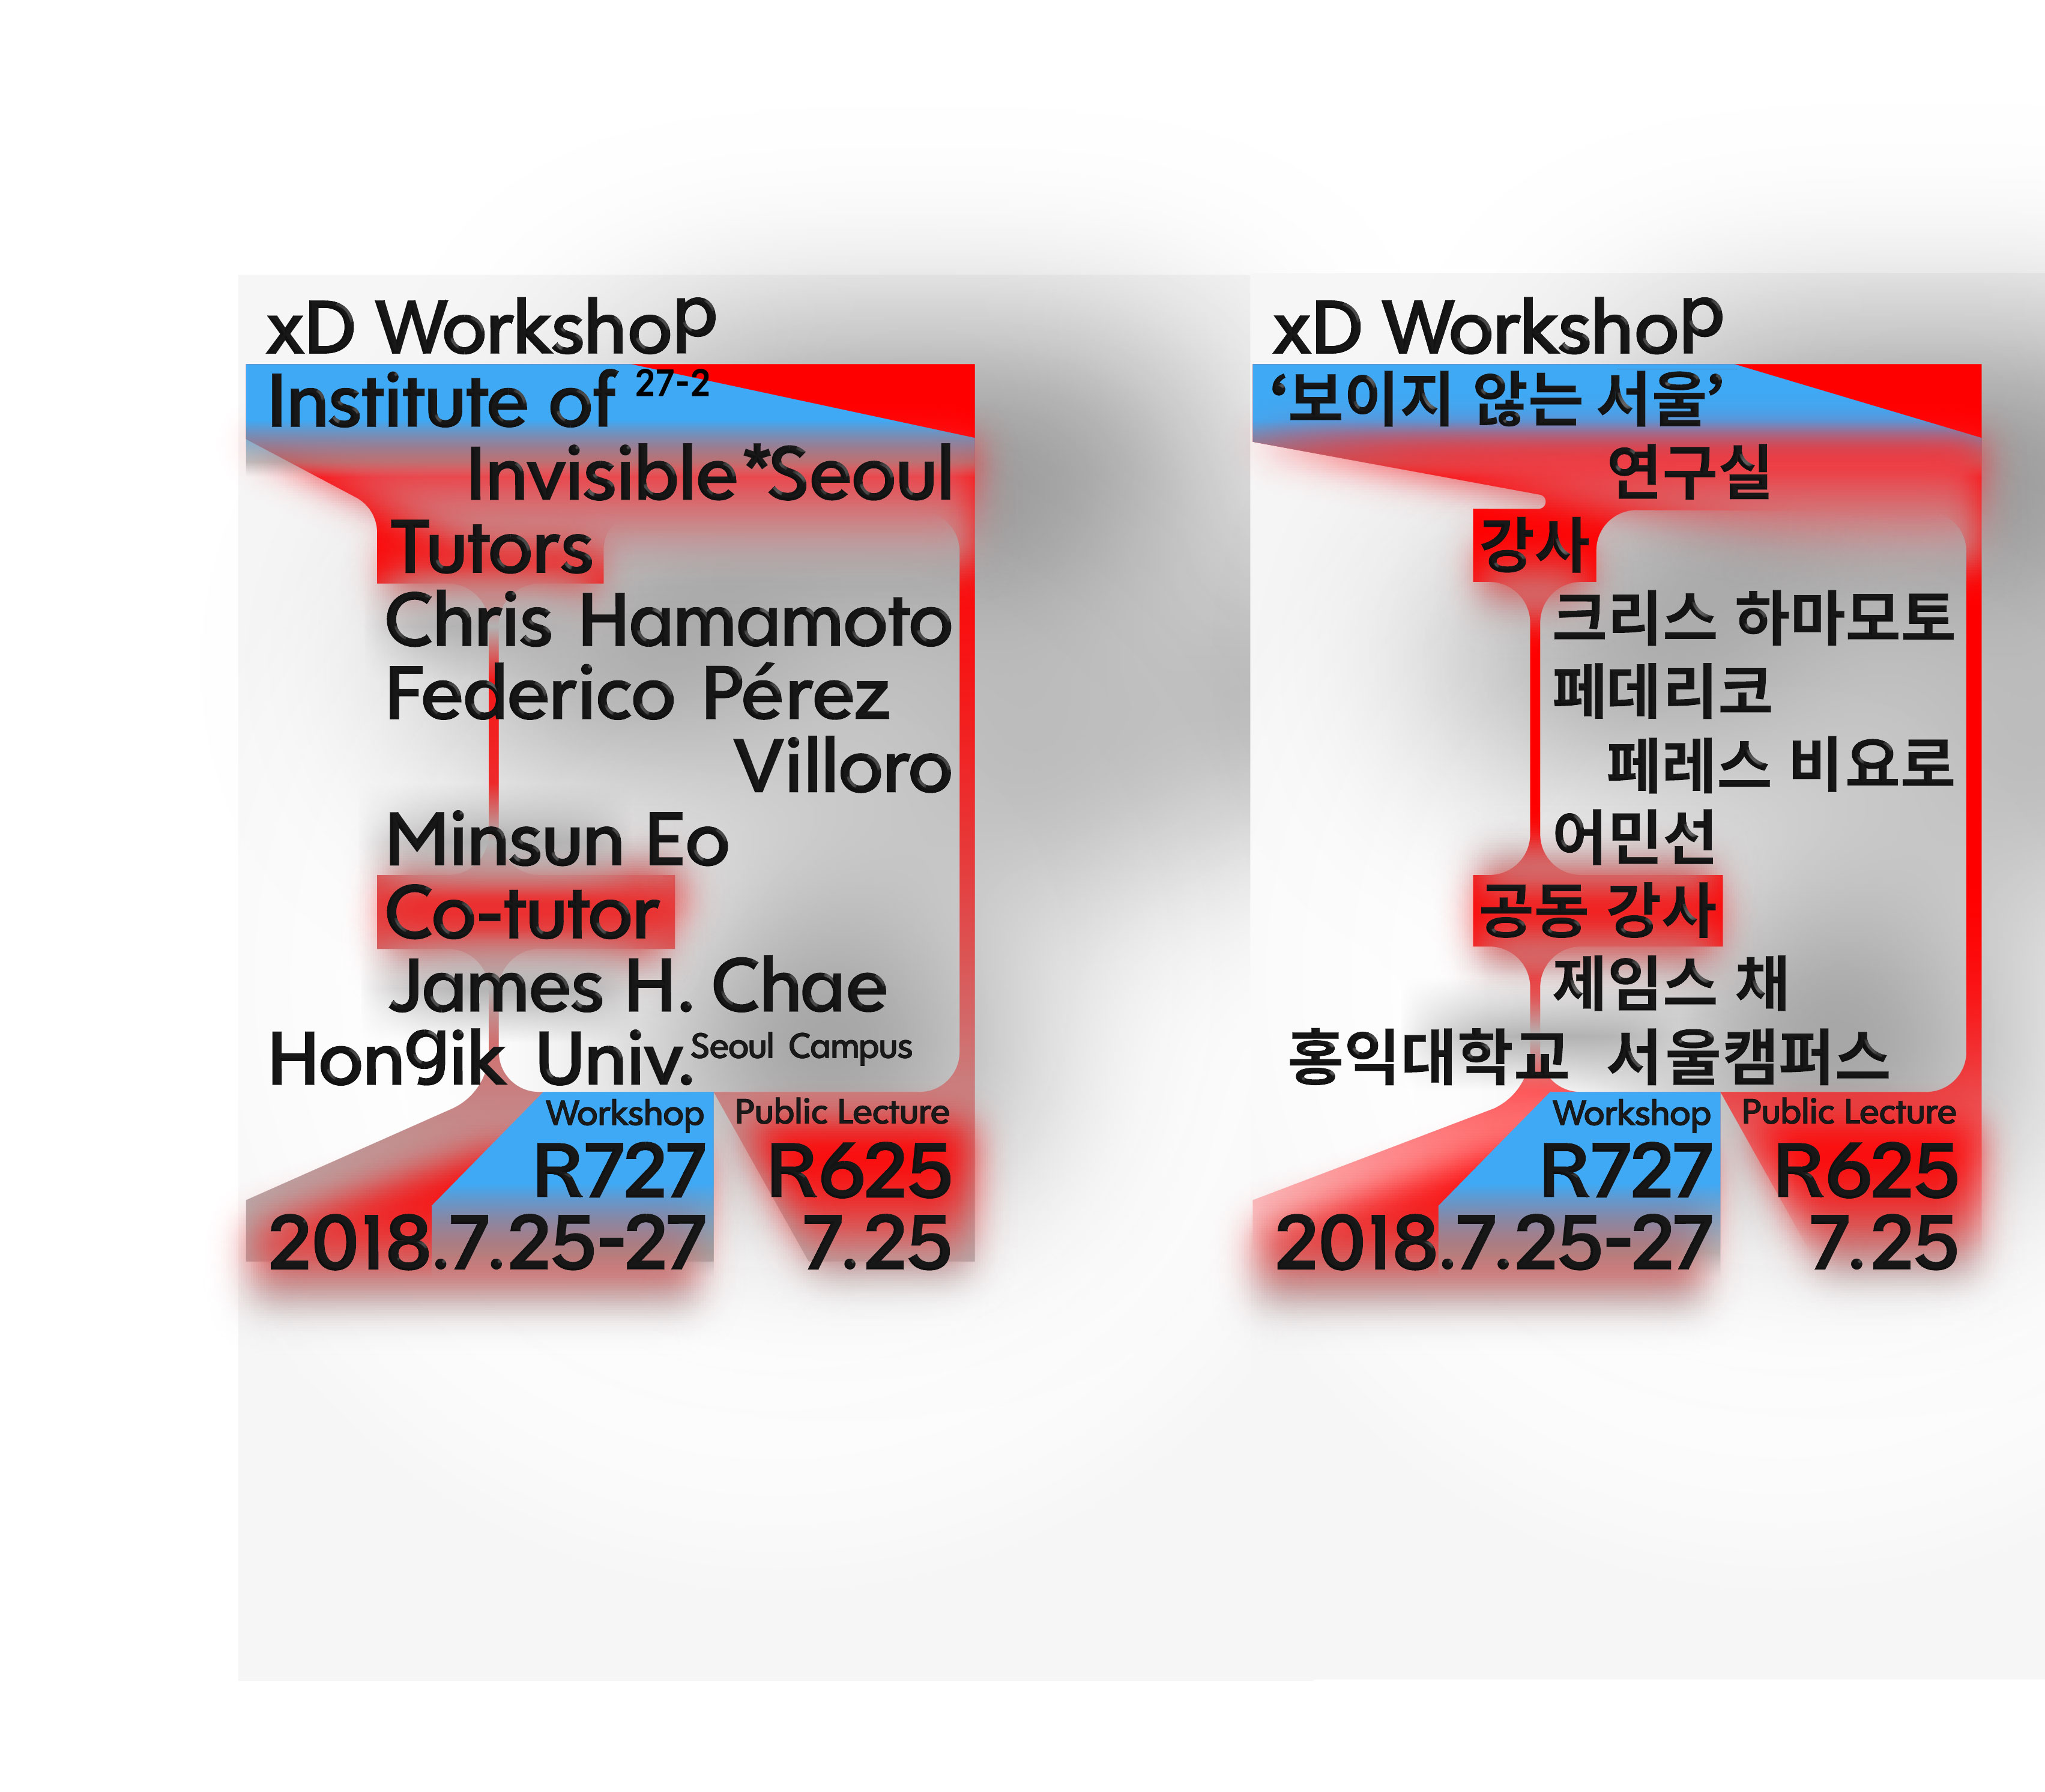 xD Workshop
Institute of 27-2
Invisible*Seoul
Tutors
Chris Hamamoto
Federico Pérez
Villoro
Minsun Eo
Co-tutor
James H. Chae
Hongik Univ. Seoul Campus
Workshop Public Lecture
R727 R625
2018.7.25-27 7.25
xD Workshop
‘보이지 않는 서울’
연구실
강사
크리스 하마모토
페데리코
페레스 비요로
어민선
공동 강사
제임스 채
홍익대학교 서울캠퍼스
Workshop Public Lecture
R727 R625
2018.7.25-27 7.25